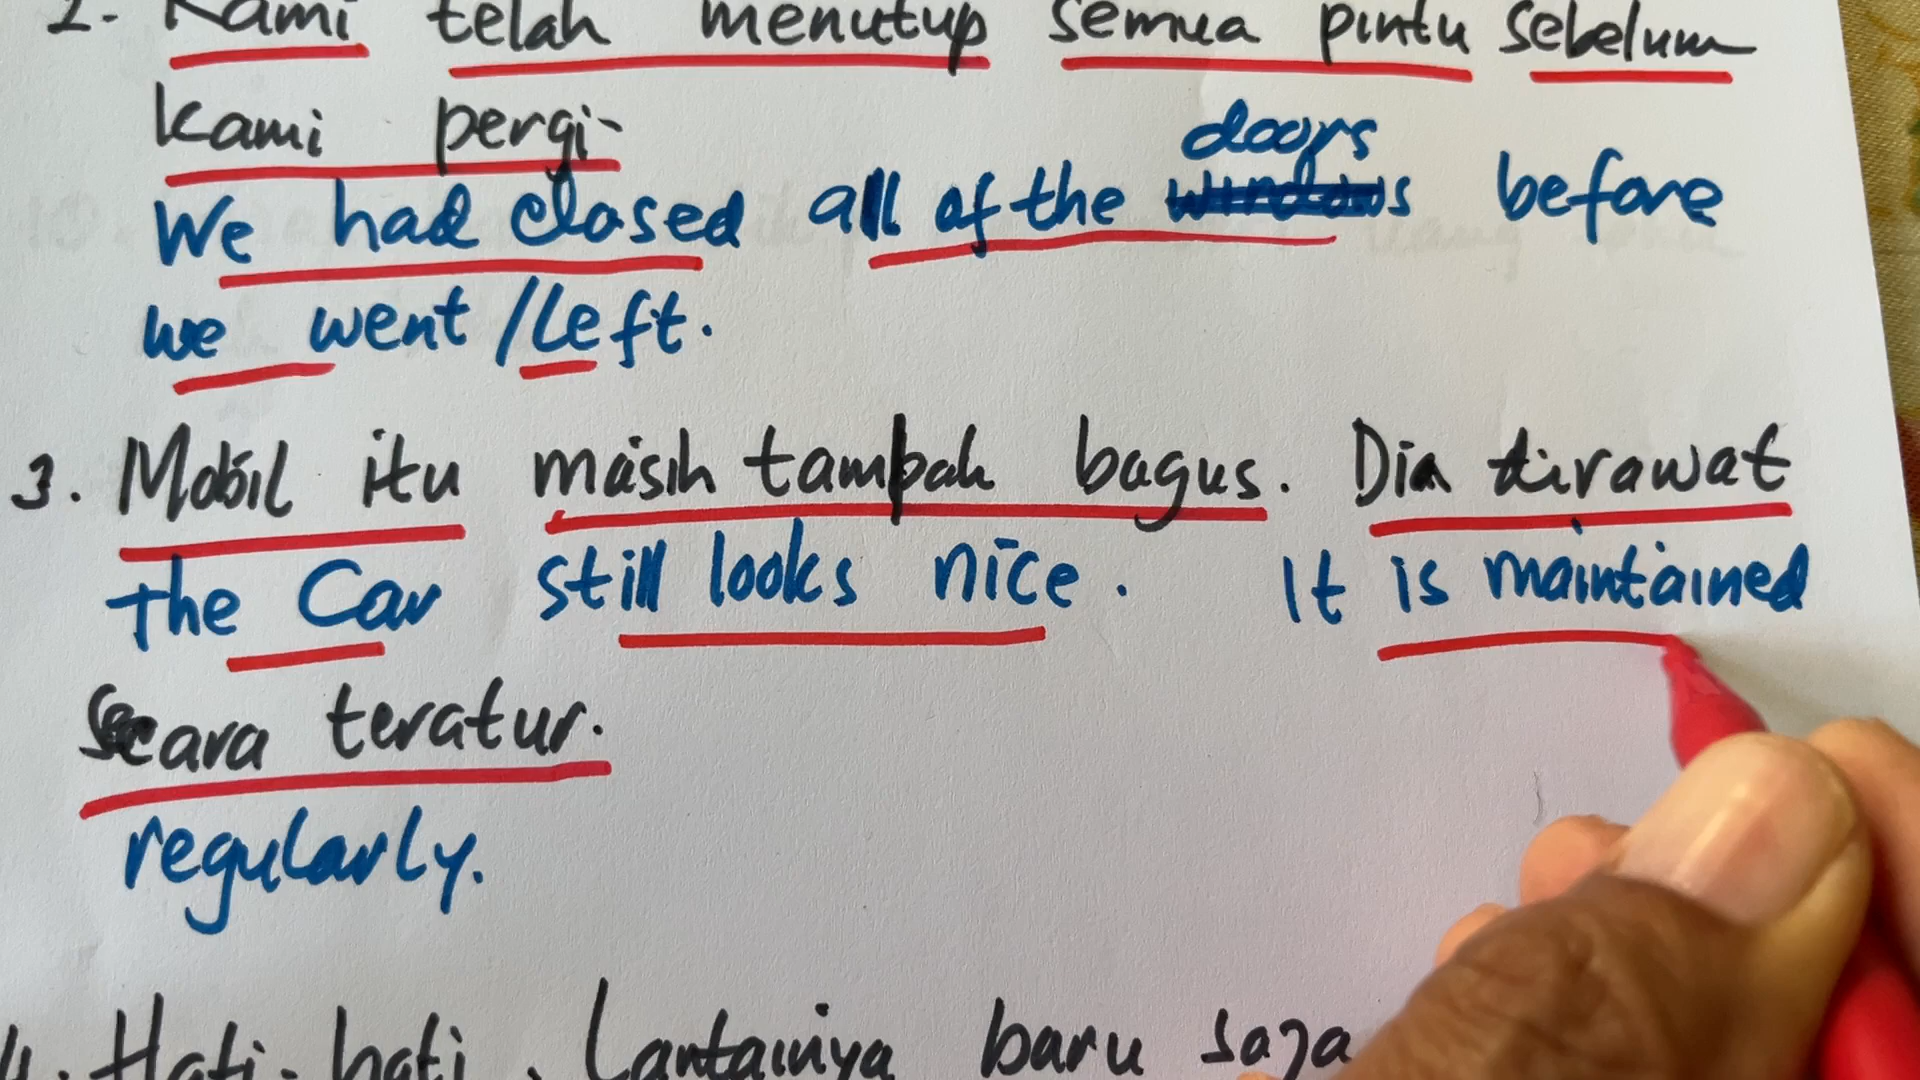 2. Kami telah menutup semua pintu sebelum
kami pergi.
doors
We had closed all of the windows before
we went /left.
3. Mobil itu masih tampak bagus. Dia dirawat
the Car still looks nice. It is maintained
secara teratur.
regularly.
4. Hati-hati, Lantainya baru saja